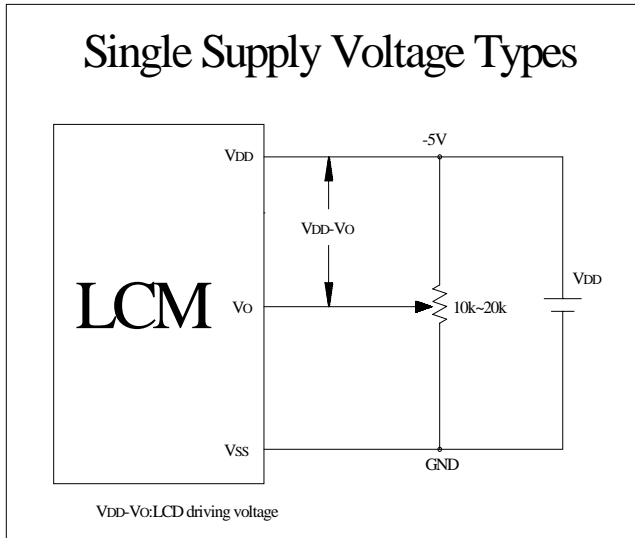 Single Supply Voltage Types
-5V
VDD
VDD-VO
VDD
LCM
VO
10k~20k
VSS
GND
VDD-VO:LCD driving voltage